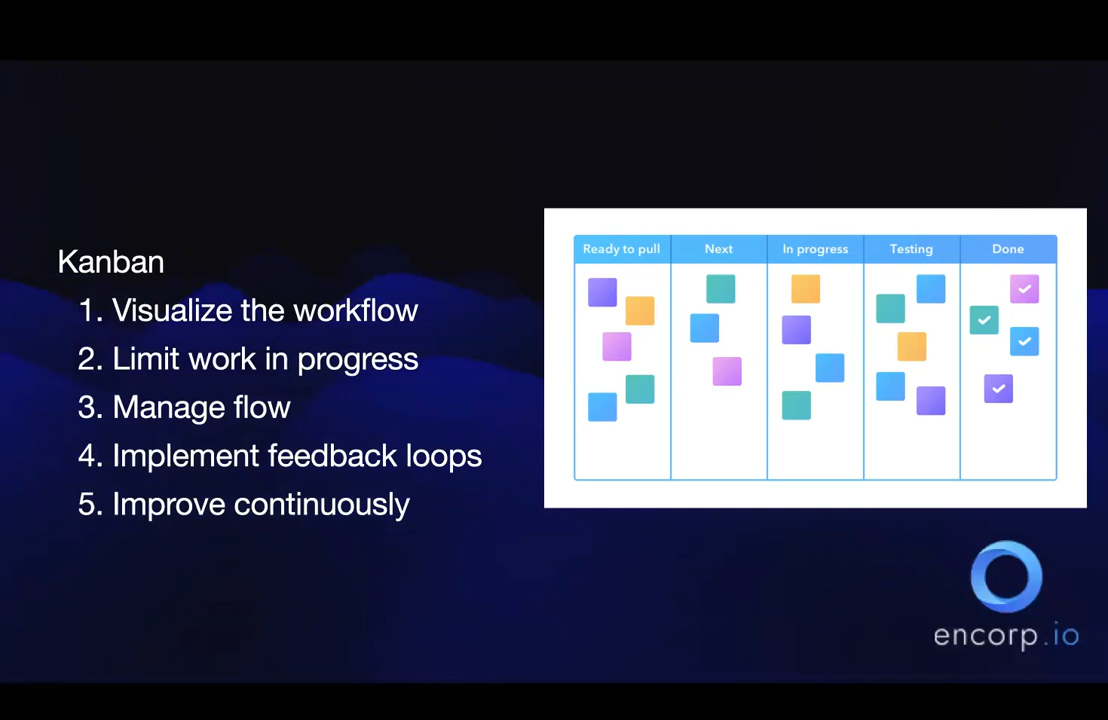 Kanban
1. Visualize the workflow
2. Limit work in progress
3. Manage flow
4. Implement feedback loops
5. Improve continuously
Ready to pull Next In progress Testing Done
encorp.io